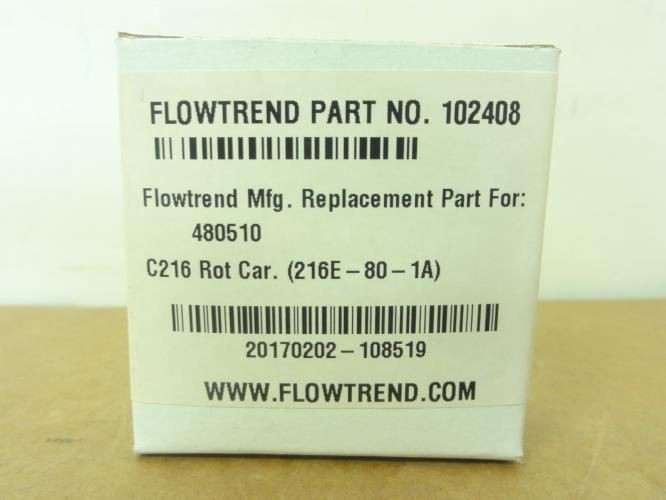 FLOWTREND PART NO. 102408
Flowtrend Mfg. Replacement Part For:
480510
C216 Rot Car. (216E-80-1A)
20170202-108519
WWW.FLOWTREND.COM